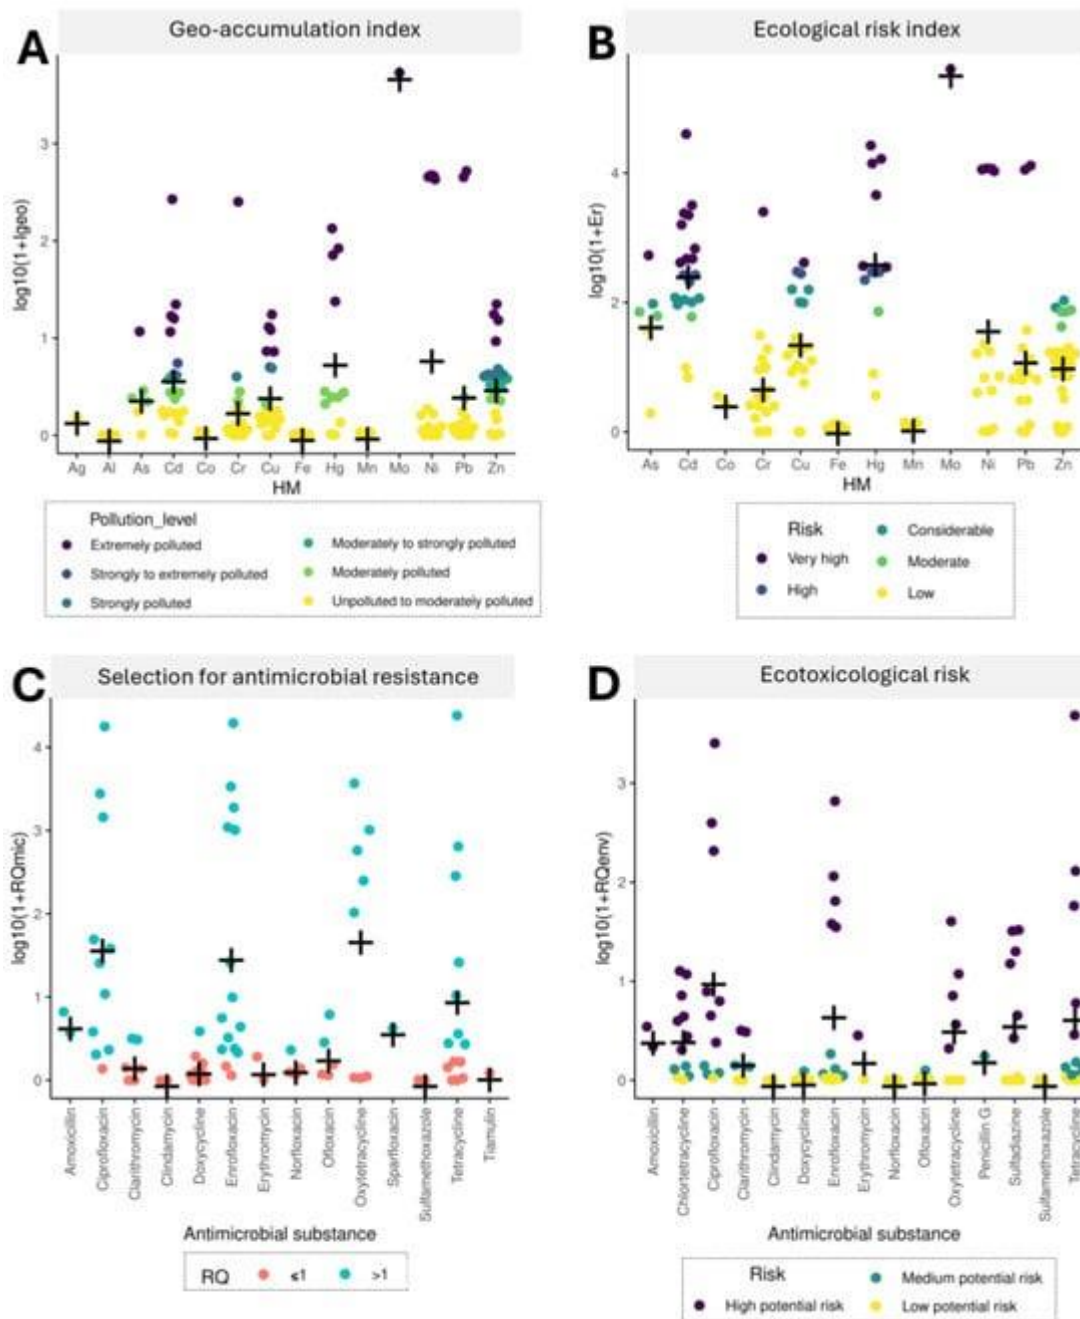 A
Geo-accumulation index
log10(1+Igeo)
3
2
1
0
Ag Al As Cd Co Cr Cu Fe Hg Mn Mo Ni Pb Zn
HM
Pollution_level
Extremely polluted
Strongly to extremely polluted
Strongly polluted
Moderately to strongly polluted
Moderately polluted
Unpolluted to moderately polluted
B
Ecological risk index
log10(1+Er)
4
2
0
As Cd Co Cr Cu Fe Hg Mn Mo Ni Pb Zn
HM
Risk
Very high
High
Considerable
Moderate
Low
C
Selection for antimicrobial resistance
log10(1+RQmic)
4
3
2
1
0
Amoxicillin
Ciprofloxacin
Clarithromycin
Clindamycin
Doxycycline
Enrofloxacin
Erythromycin
Norfloxacin
Ofloxacin
Oxytetracycline
Sparfloxacin
Sulfamethoxazole
Tetracycline
Tiamulin
Antimicrobial substance
RQ ≤1 >1
D
Ecotoxicological risk
log10(1+RQenv)
3
2
1
0
Amoxicillin
Chlortetracycline
Ciprofloxacin
Clarithromycin
Clindamycin
Doxycycline
Enrofloxacin
Erythromycin
Norfloxacin
Ofloxacin
Oxytetracycline
Penicillin G
Sulfadiazine
Sulfamethoxazole
Tetracycline
Antimicrobial substance
Risk
High potential risk
Medium potential risk
Low potential risk